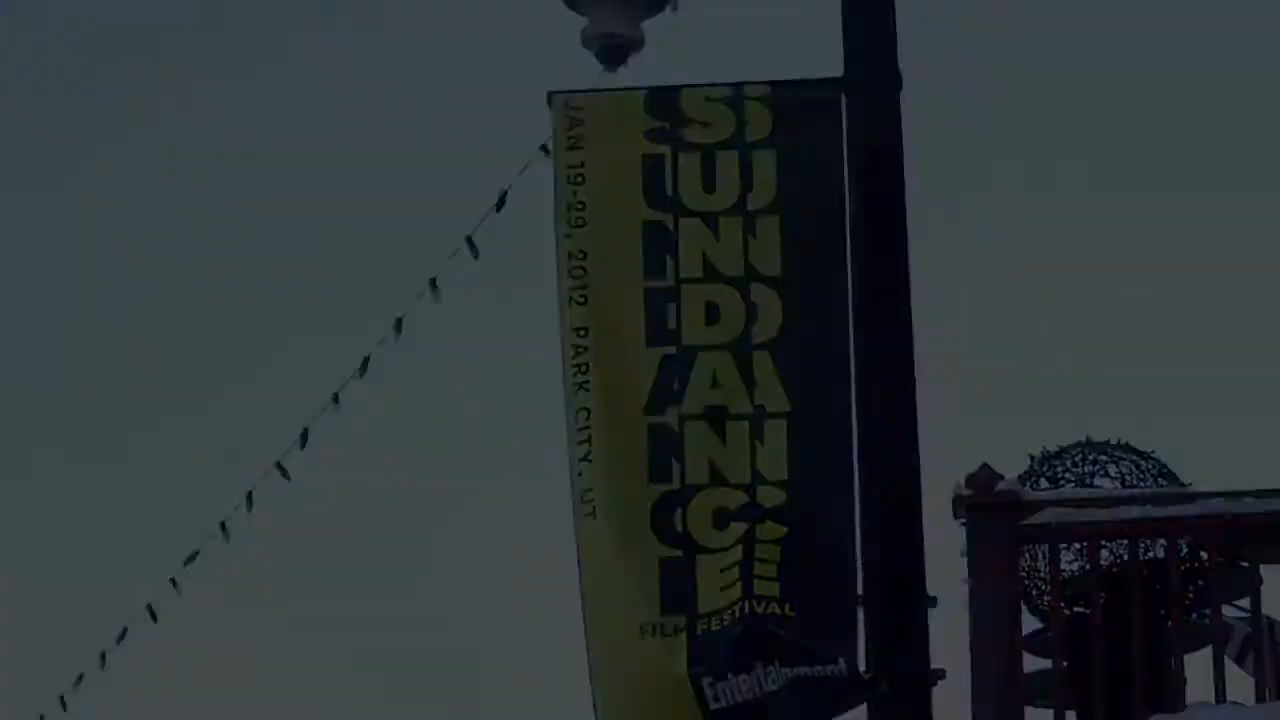 JAN 19-29, 2012 PARK CITY, UT
SUNDANCE
FILM FESTIVAL
Entertainment